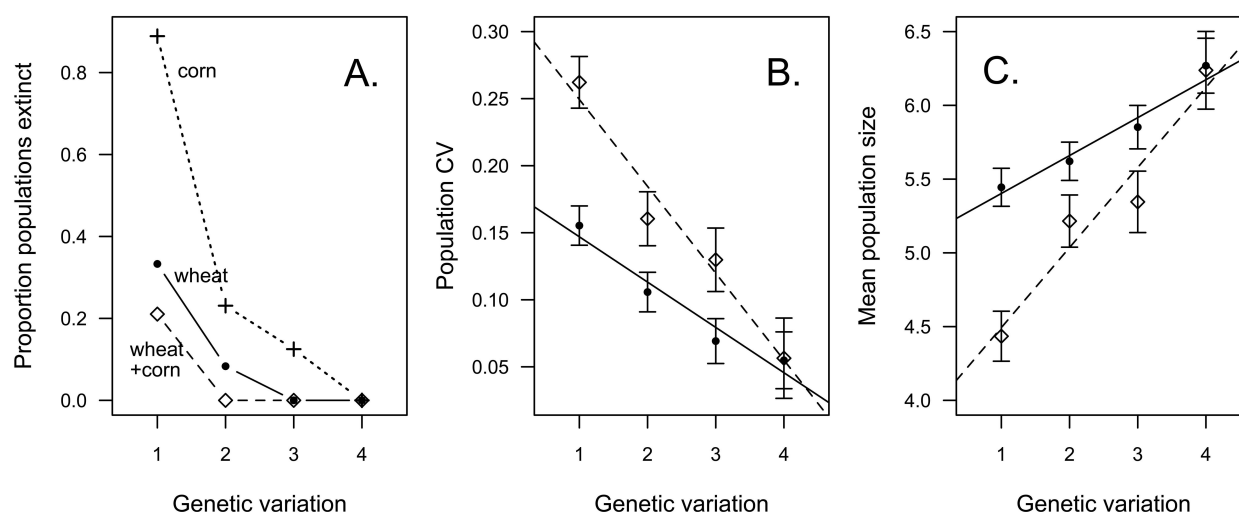 Proportion populations extinct
0.8
0.6
0.4
0.2
0.0
A.
corn
wheat
wheat
+corn
1 2 3 4
Genetic variation
Population CV
0.30
0.25
0.20
0.15
0.10
0.05
B.
1 2 3 4
Genetic variation
Mean population size
6.5
6.0
5.5
5.0
4.5
4.0
C.
1 2 3 4
Genetic variation